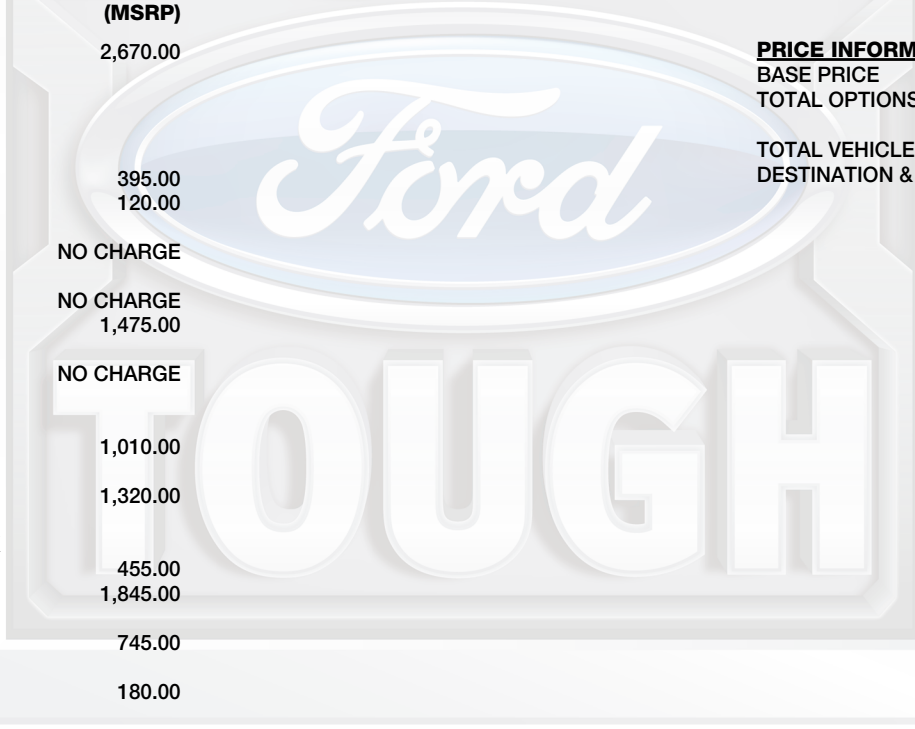 (MSRP)
2,670.00
395.00
120.00
NO CHARGE
NO CHARGE
1,475.00
NO CHARGE
1,010.00
1,320.00
455.00
1,845.00
745.00
180.00
PRICE INFORM
BASE PRICE
TOTAL OPTIONS
TOTAL VEHICLE
DESTINATION &
Ford
TOUGH